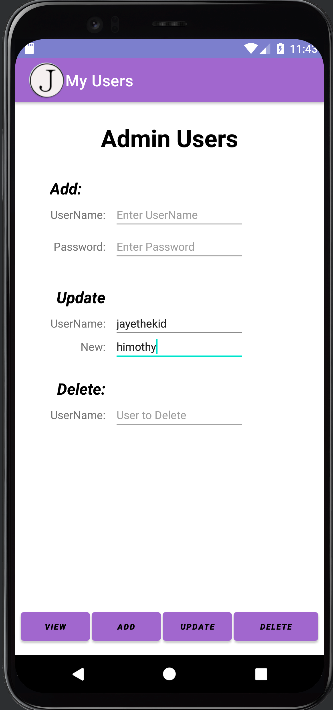 11:43
J My Users
Admin Users
Add:
UserName: Enter UserName
Password: Enter Password
Update
UserName: jayethekid
New: himothy
Delete:
UserName: User to Delete
VIEW ADD UPDATE DELETE